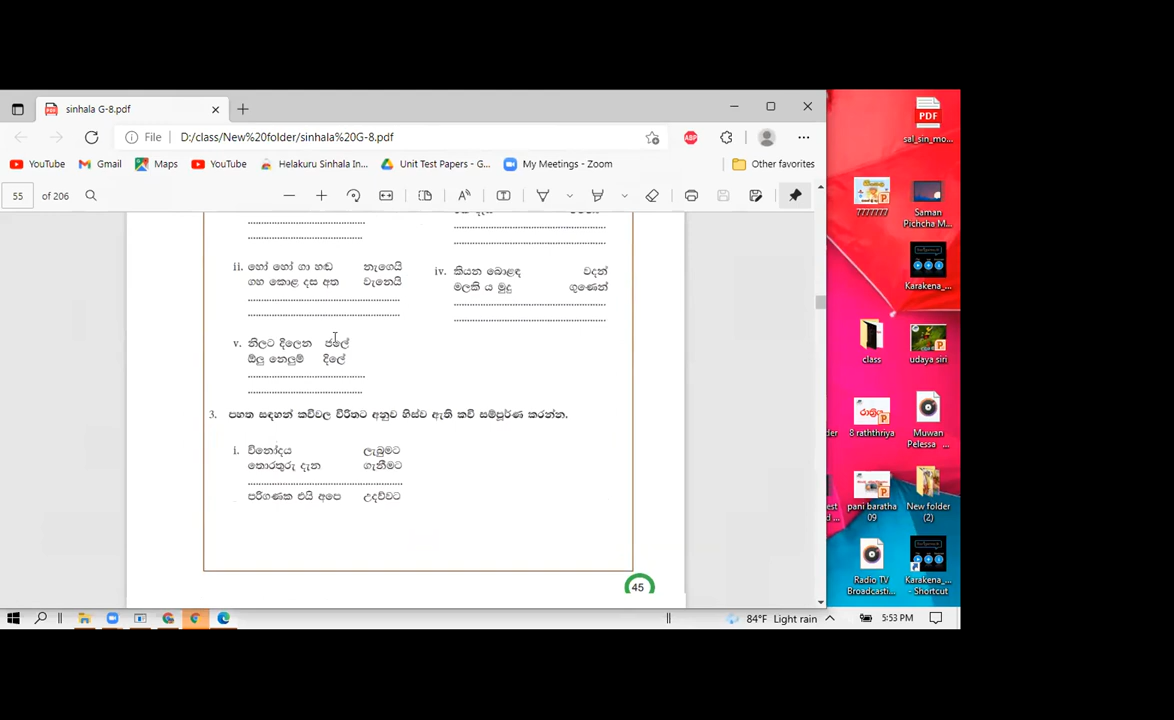 sinhala G-8.pdf
File D:/class/New%20folder/sinhala%20G-8.pdf
YouTube Gmail Maps YouTube Helakuru Sinhala In... Unit Test Papers - G... My Meetings - Zoom Other favorites
55 of 206
ii. හෝ හෝ ගා හඬ නැගෙයි
ගහ කොළ දස අත වැනෙයි
iv. කියන බොළඳ වදන්
මලකි ය මුදු ගුණෙන්
v. නිලට දිලෙන ජලේ
ඕලු නෙලුම් දිලේ
3. පහත සඳහන් කවිවල විරිතට අනුව හිස්ව ඇති කවි සම්පූර්ණ කරන්න.
i. විනෝදය ලැබුමට
තොරතුරු දැන ගැනීමට
පරිගණක එයි අපෙ උදව්වට
45
PDF
sal_sin_mo...
7777777
Saman Pichcha M...
Karakena_...
class
udaya siri
8 raththriya
Muwan Pelessa
pani baratha 09
New folder (2)
Radio TV Broadcasti...
Karakena_... - Shortcut
84°F Light rain 5:53 PM